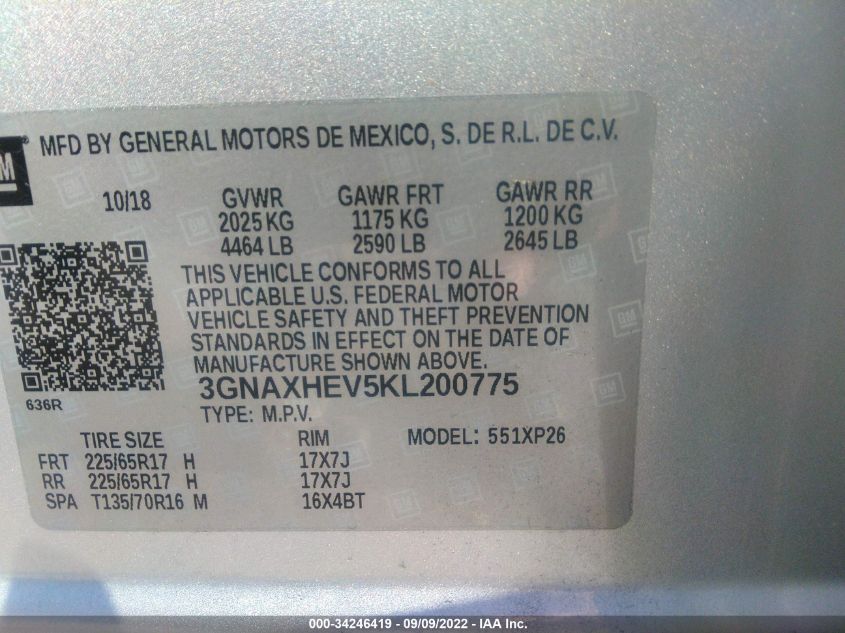 GM
MFD BY GENERAL MOTORS DE MEXICO, S. DE R.L. DE C.V.
10/18 GVWR GAWR FRT GAWR RR
2025 KG 1175 KG 1200 KG
4464 LB 2590 LB 2645 LB
THIS VEHICLE CONFORMS TO ALL
APPLICABLE U.S. FEDERAL MOTOR
VEHICLE SAFETY AND THEFT PREVENTION
STANDARDS IN EFFECT ON THE DATE OF
MANUFACTURE SHOWN ABOVE.
3GNAXHEV5KL200775
636R
TYPE: M.P.V.
TIRE SIZE RIM MODEL: 551XP26
FRT 225/65R17 H 17X7J
RR 225/65R17 H 17X7J
SPA T135/70R16 M 16X4BT
000-34246419 - 09/09/2022 - IAA Inc.